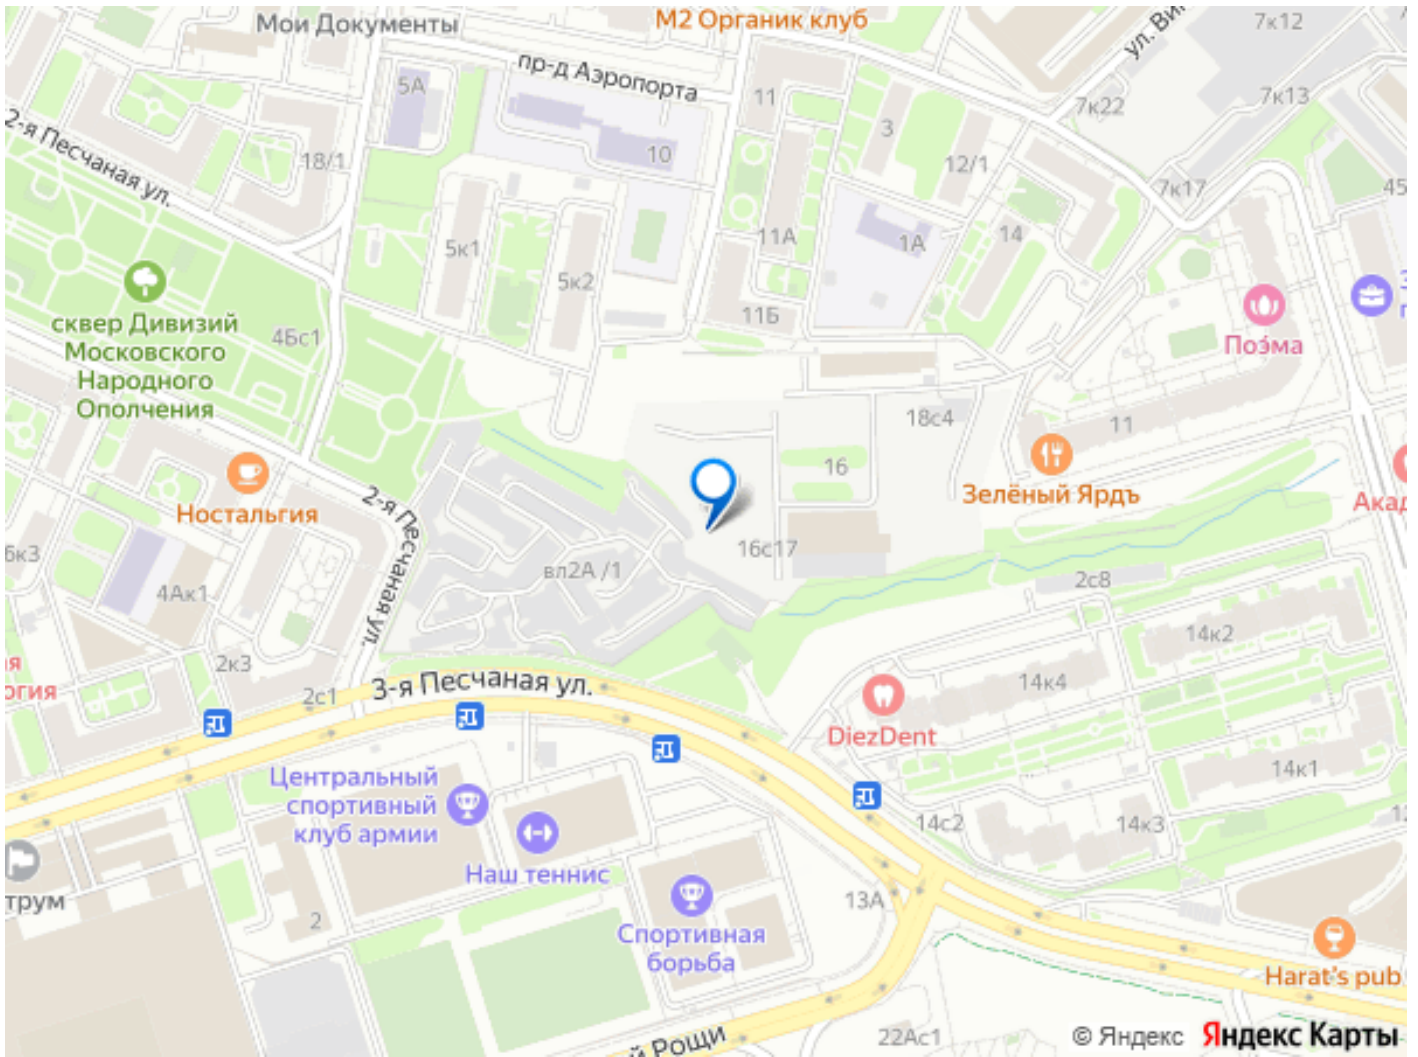 Мои Документы
М2 Органик клуб
7к12
пр-д Аэропорта
5А
11
7к13
7к22
2-я Песчаная ул.
18/1
10
3
12/1
7к17
45
5к1
11А
1А
14
5к2
сквер Дивизий
Московского
Народного
Ополчения
4Бс1
11Б
Поэма
18с4
11
16
Зелёный Ярдъ
Ностальгия
2-я Песчаная ул.
6к3
вл2А /1
16с17
2с8
4Ак1
14к2
2к3
2с1
3-я Песчаная ул.
14к4
DiezDent
Центральный
спортивный
клуб армии
14к1
14с2
14к3
Наш теннис
2
13А
Спортивная
борьба
Harat's pub
22Ас1
й Рощи
© Яндекс
Яндекс Карты